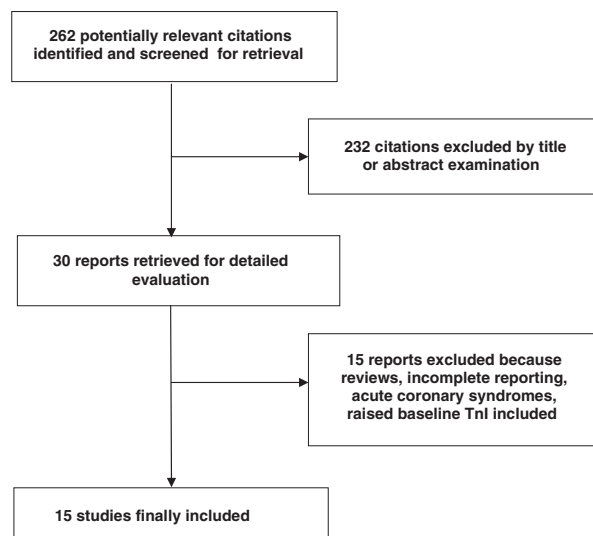 262 potentially relevant citations
identified and screened for retrieval
232 citations excluded by title
or abstract examination
30 reports retrieved for detailed
evaluation
15 reports excluded because
reviews, incomplete reporting,
acute coronary syndromes,
raised baseline TnI included
15 studies finally included